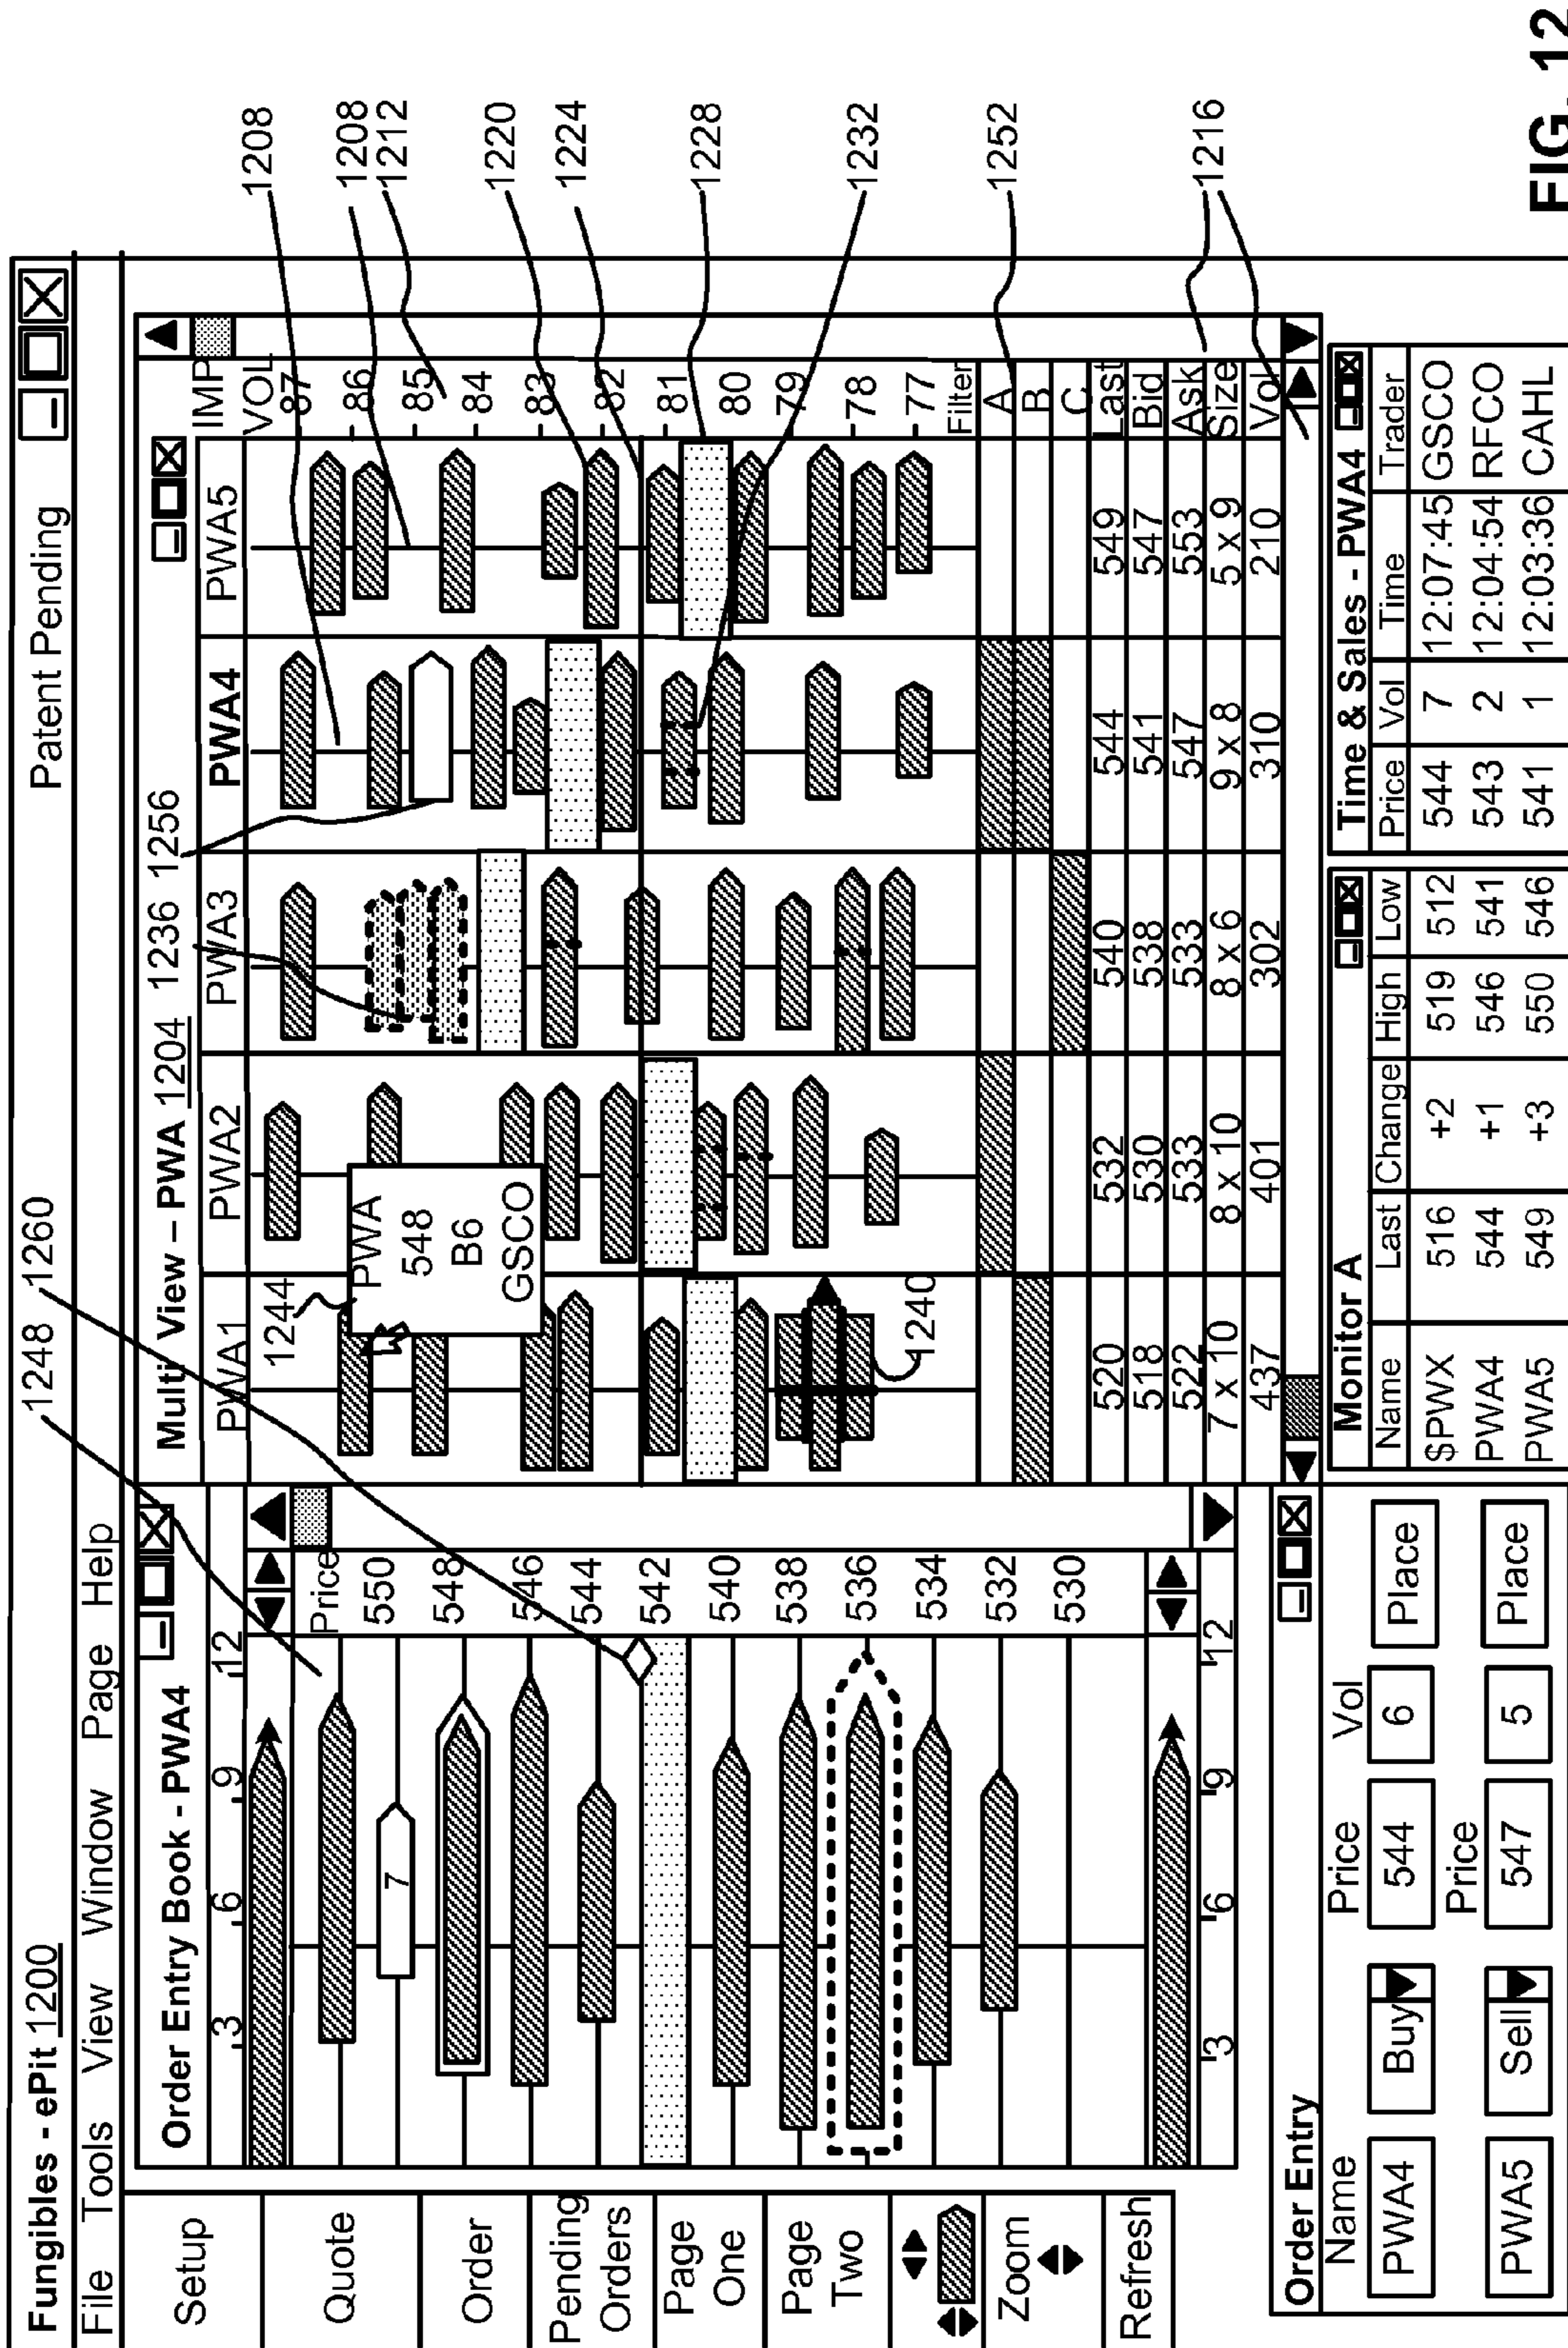 Fungibles - ePit 1200
Patent Pending
File Tools View Window Page Help
Setup
Quote
Order
Pending Orders
Page One
Page Two
Zoom
Refresh
Order Entry Book - PWA4
3 6 9 12
Price
550
548
546
544
542
540
538
536
534
532
530
7
3 6 9 12
1248 1260
Multi View – PWA 1204
1236 1256
PWA1 PWA2 PWA3 PWA4 PWA5
IMP
VOL
87
86
85
84
83
82
81
80
79
78
77
Filter
A
B
C
1244
PWA
548
B6
GSCO
1240
520 532 540 544 549 Last
518 530 538 541 547 Bid
522 533 533 547 553 Ask
7 x 10 8 x 10 8 x 6 9 x 8 5 x 9 Size
437 401 302 310 210 Vol
1208
1208
1212
1220
1224
1228
1232
1252
1216
Order Entry
Name Price Vol
PWA4 Buy 544 6 Place
Price
PWA5 Sell 547 5 Place
Monitor A
Name Last Change High Low
$PWX 516 +2 519 512
PWA4 544 +1 546 541
PWA5 549 +3 550 546
Time & Sales - PWA4
Price Vol Time Trader
544 7 12:07:45 GSCO
543 2 12:04:54 RFCO
541 1 12:03:36 CAHL
FIG. 12